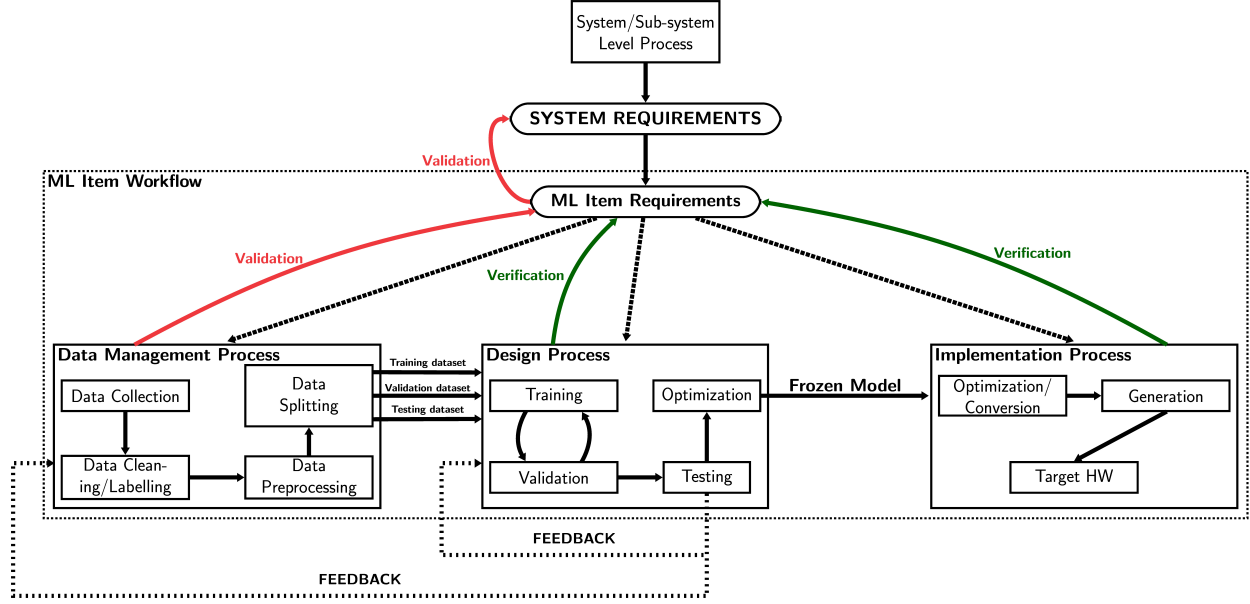 System/Sub-system
Level Process
SYSTEM REQUIREMENTS
Validation
ML Item Workflow
ML Item Requirements
Validation
Verification
Verification
Data Management Process
Data Collection
Data
Splitting
Data Clean-
ing/Labelling
Data
Preprocessing
Training dataset
Validation dataset
Testing dataset
Design Process
Training
Optimization
Validation
Testing
Frozen Model
Implementation Process
Optimization/
Conversion
Generation
Target HW
FEEDBACK
FEEDBACK